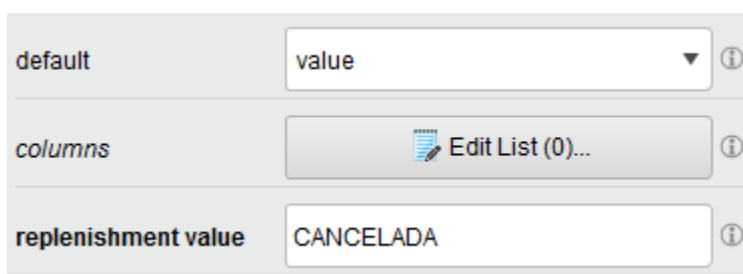 default value
columns Edit List (0)...
replenishment value CANCELADA